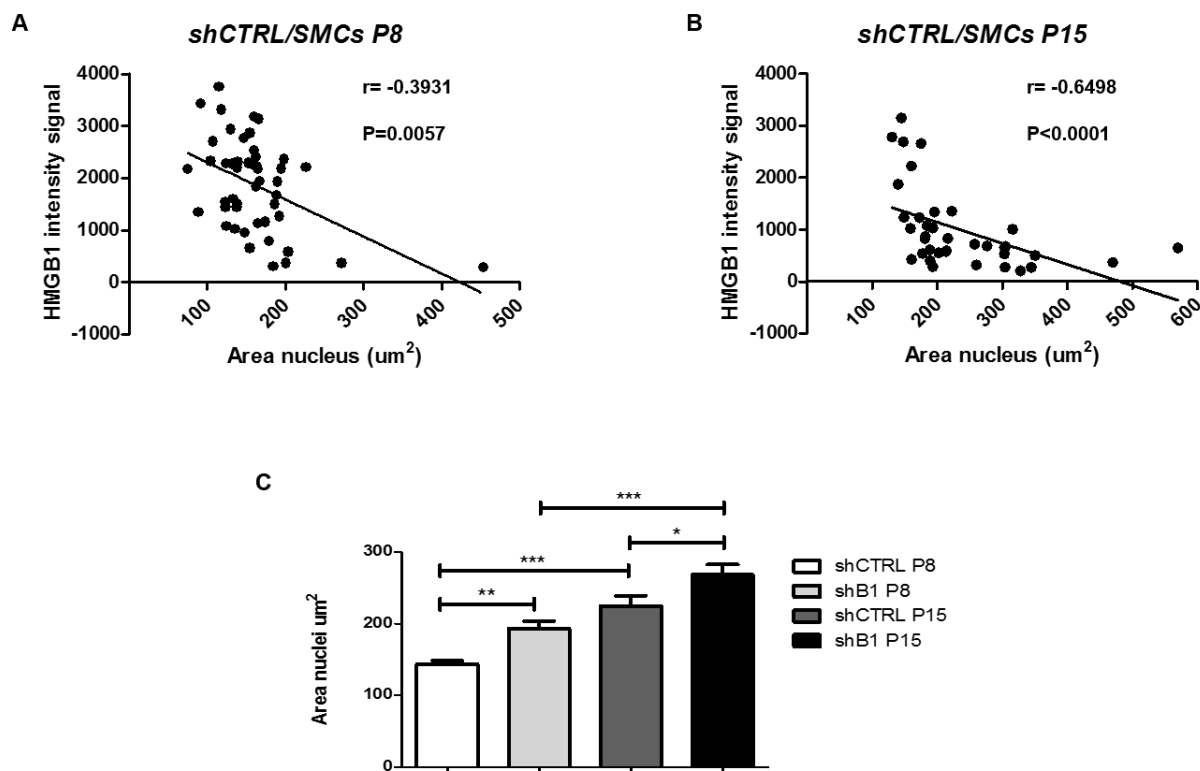 A
shCTRL/SMCs P8
HMGB1 intensity signal
4000
3000
2000
1000
0
-1000
r= -0.3931
P=0.0057
100
200
300
400
500
Area nucleus (um²)
B
shCTRL/SMCs P15
HMGB1 intensity signal
4000
3000
2000
1000
0
-1000
r= -0.6498
P<0.0001
100
200
300
400
500
600
Area nucleus (um²)
C
Area nuclei um²
300
200
100
0
***
*
***
**
shCTRL P8
shB1 P8
shCTRL P15
shB1 P15